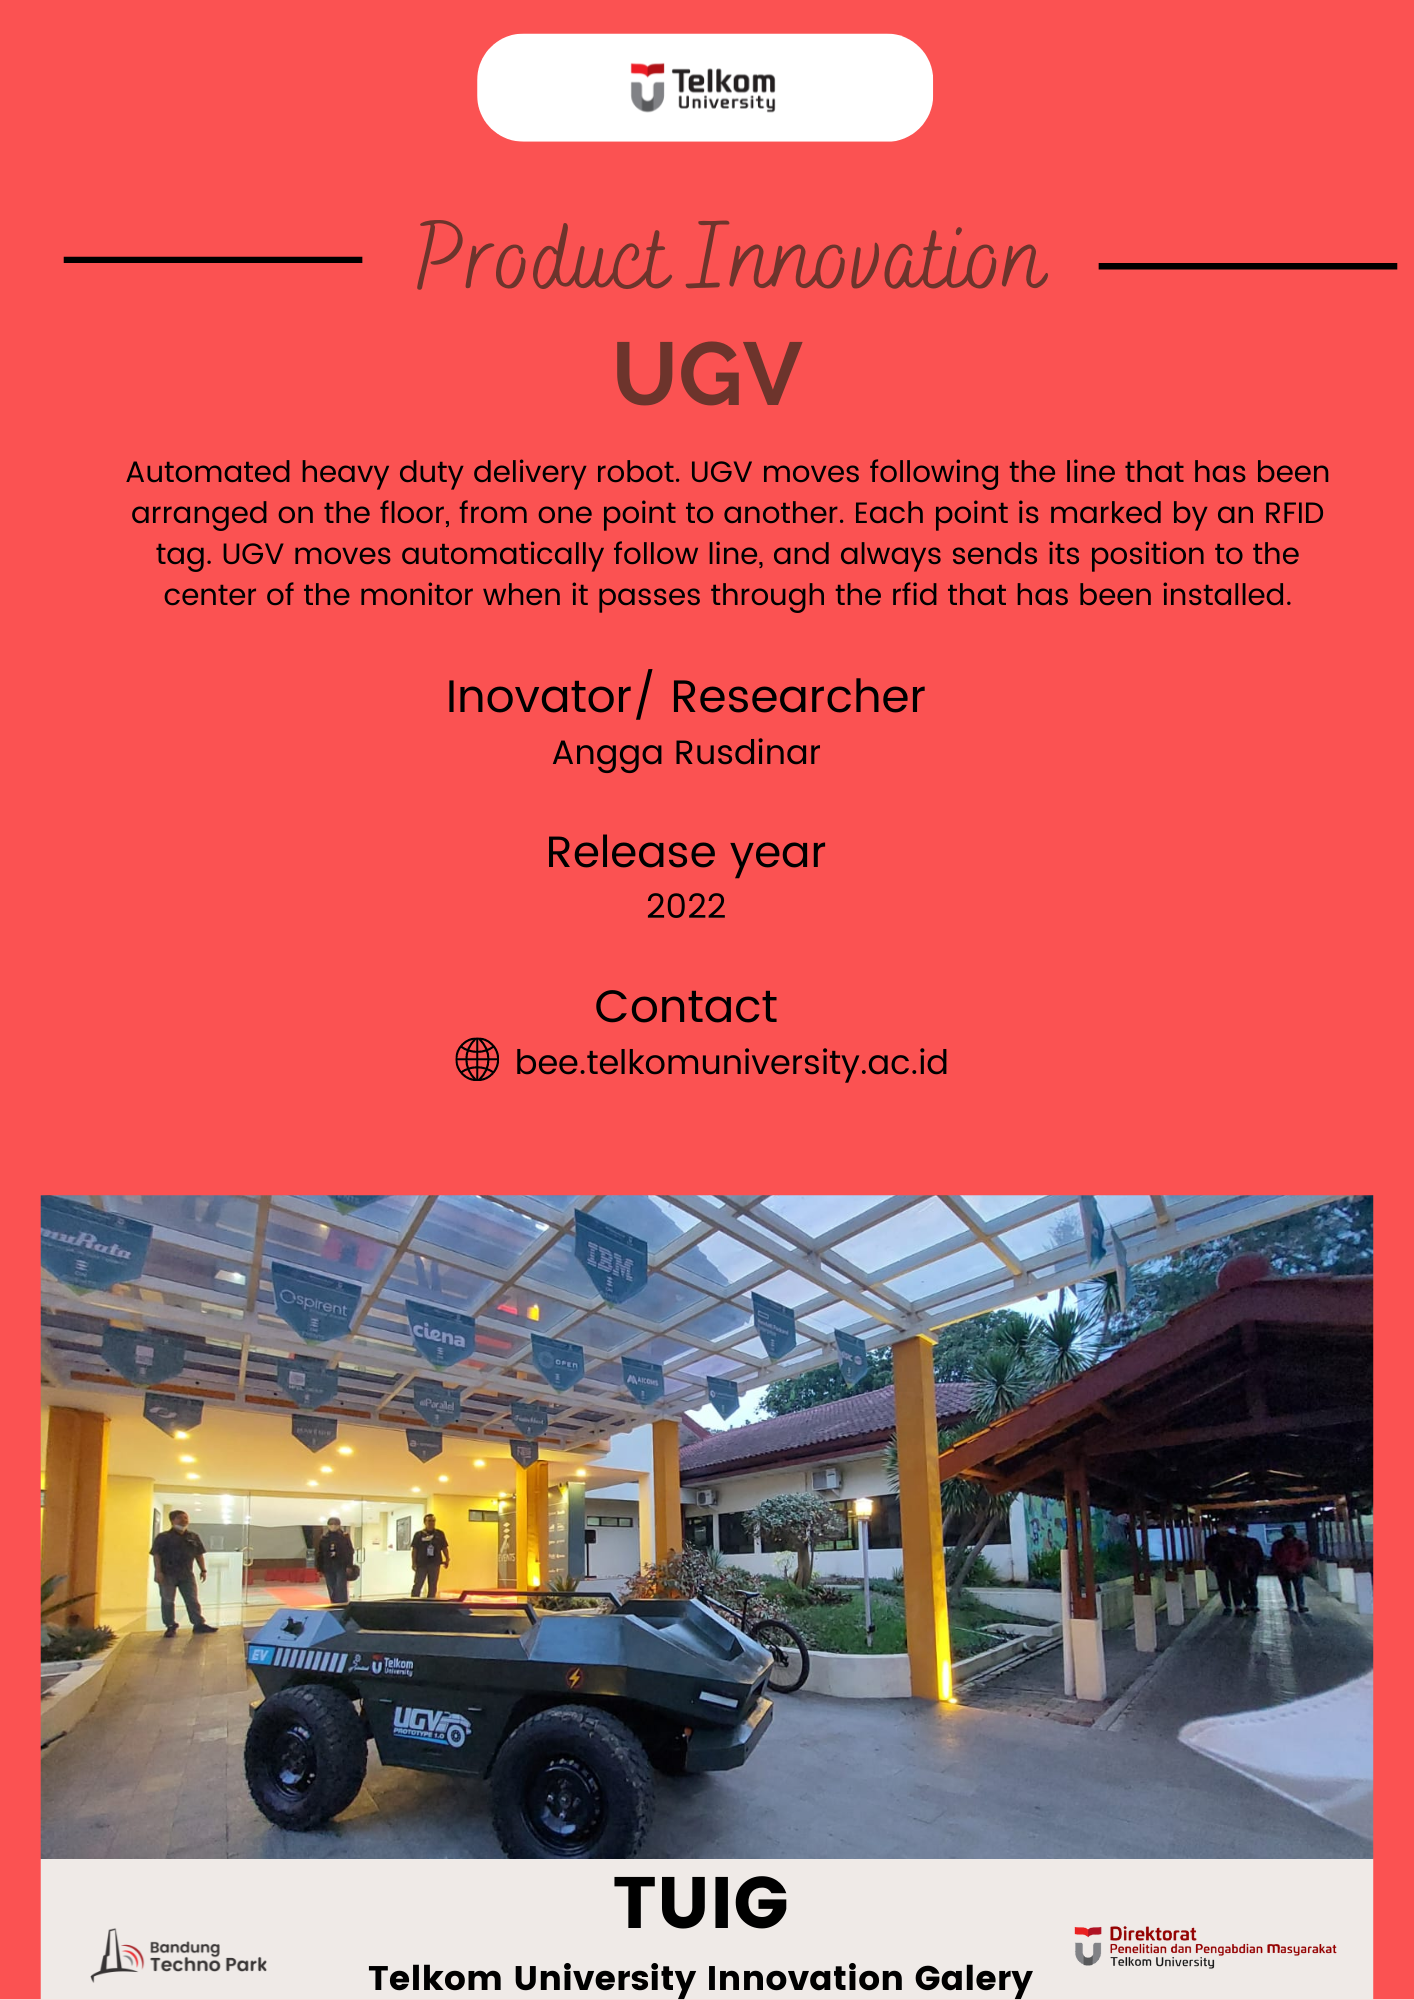 Telkom
University
Product Innovation
UGV
Automated heavy duty delivery robot. UGV moves following the line that has been
arranged on the floor, from one point to another. Each point is marked by an RFID
tag. UGV moves automatically follow line, and always sends its position to the
center of the monitor when it passes through the rfid that has been installed.
Inovator/ Researcher
Angga Rusdinar
Release year
2022
Contact
bee.telkomuniversity.ac.id
muRata
IBM
spirent
ciena
OPEN
Parallel
EVENTS
EV
Telkom
University
UGV
PROTOTYPE 1.0
TUIG
Telkom University Innovation Galery
Bandung
Techno Park
Direktorat
Penelitian dan Pengabdian Masyarakat
Telkom University